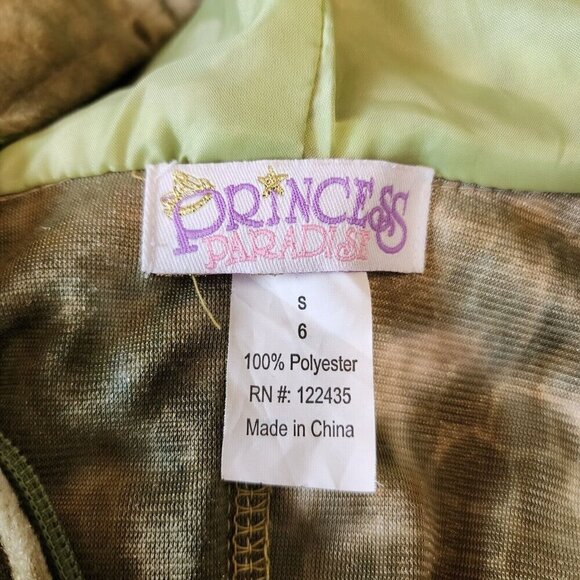 PRINCESS
PARADISE
S
6
100% Polyester
RN #: 122435
Made in China